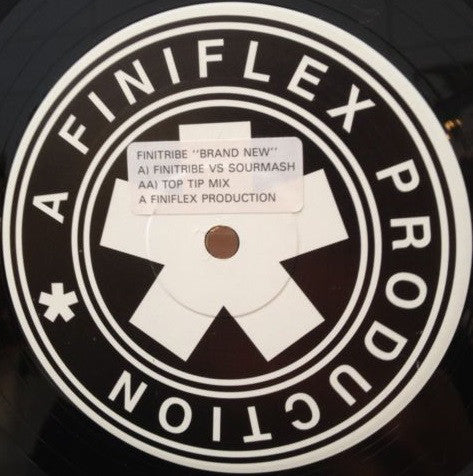 A FINIFLEX PRODUCTION *
FINITRIBE "BRAND NEW"
A) FINITRIBE VS SOURMASH
AA) TOP TIP MIX
A FINIFLEX PRODUCTION